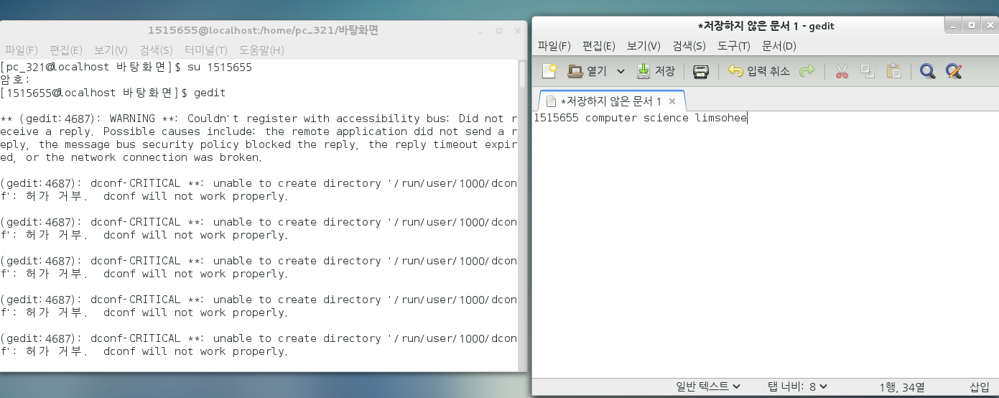 1515655@localhost:/home/pc_321/바탕화면
파일(F) 편집(E) 보기(V) 검색(S) 터미널(T) 도움말(H)
[pc_321@localhost 바탕화면]$ su 1515655
암호:
[1515655@localhost 바탕화면]$ gedit
** (gedit:4687): WARNING **: Couldn't register with accessibility bus: Did not r
eceive a reply. Possible causes include: the remote application did not send a r
eply, the message bus security policy blocked the reply, the reply timeout expir
ed, or the network connection was broken.
(gedit:4687): dconf-CRITICAL **: unable to create directory '/run/user/1000/dcon
f': 허가 거부.  dconf will not work properly.
(gedit:4687): dconf-CRITICAL **: unable to create directory '/run/user/1000/dcon
f': 허가 거부.  dconf will not work properly.
(gedit:4687): dconf-CRITICAL **: unable to create directory '/run/user/1000/dcon
f': 허가 거부.  dconf will not work properly.
(gedit:4687): dconf-CRITICAL **: unable to create directory '/run/user/1000/dcon
f': 허가 거부.  dconf will not work properly.
(gedit:4687): dconf-CRITICAL **: unable to create directory '/run/user/1000/dcon
f': 허가 거부.  dconf will not work properly.
*저장하지 않은 문서 1 - gedit
파일(F) 편집(E) 보기(V) 검색(S) 도구(T) 문서(D)
열기 저장 입력 취소
*저장하지 않은 문서 1
1515655 computer science limsohee
일반 텍스트 탭 너비: 8 1행, 34열 삽입